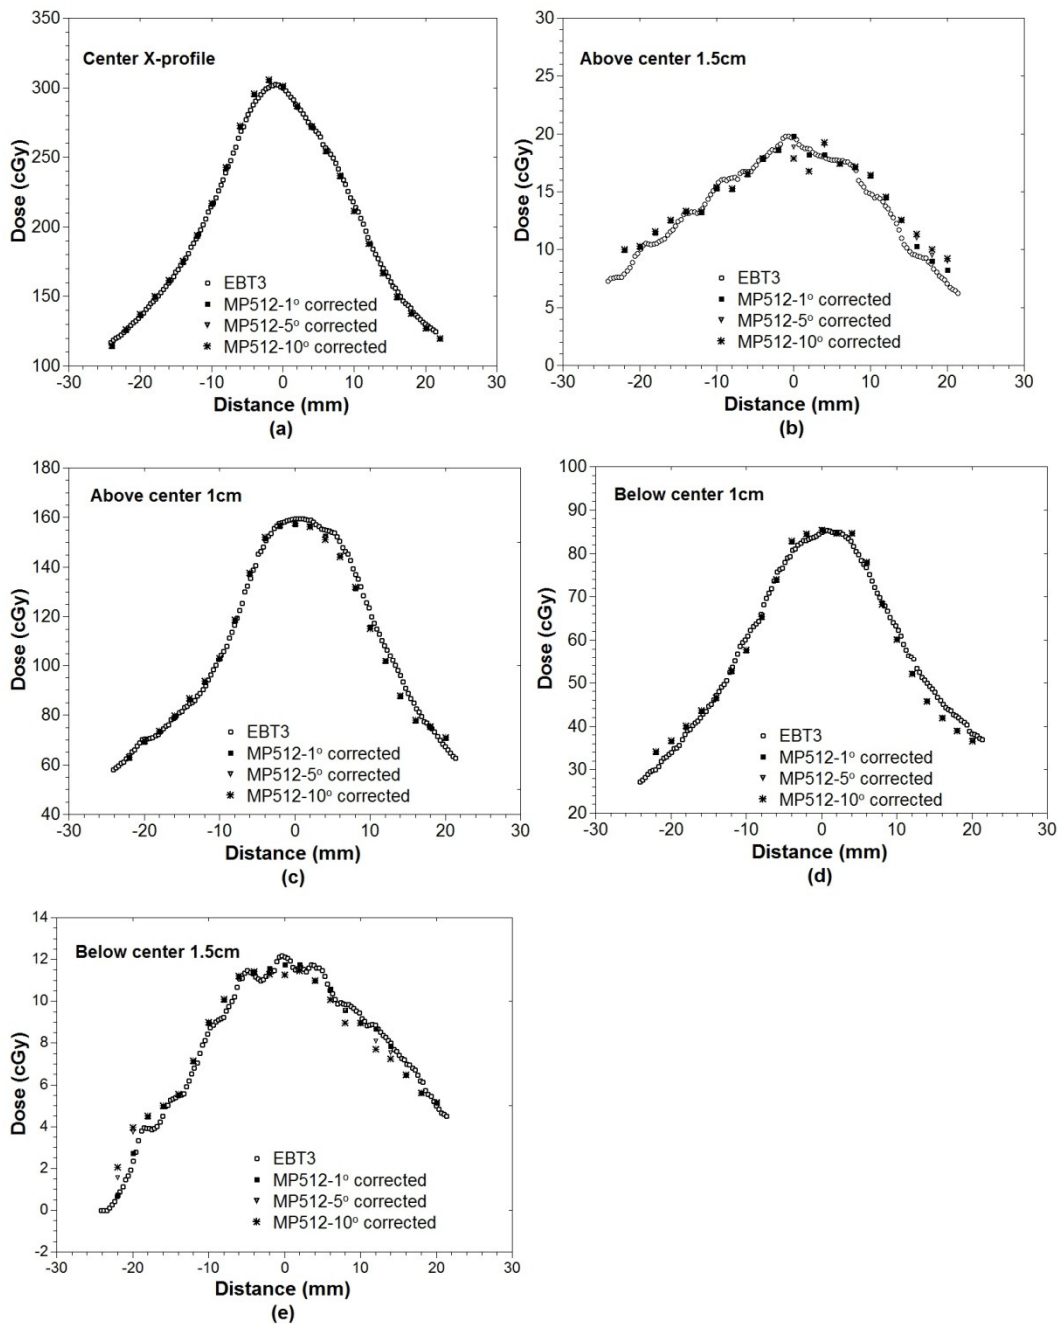 350
300
250
200
150
100
Dose (cGy)
Center X-profile
EBT3
MP512-1° corrected
MP512-5° corrected
MP512-10° corrected
-30 -20 -10 0 10 20 30
Distance (mm)
(a)
30
25
20
15
10
5
0
Dose (cGy)
Above center 1.5cm
EBT3
MP512-1° corrected
MP512-5° corrected
MP512-10° corrected
-30 -20 -10 0 10 20 30
Distance (mm)
(b)
180
160
140
120
100
80
60
40
Dose (cGy)
Above center 1cm
EBT3
MP512-1° corrected
MP512-5° corrected
MP512-10° corrected
-30 -20 -10 0 10 20 30
Distance (mm)
(c)
100
90
80
70
60
50
40
30
20
Dose (cGy)
Below center 1cm
EBT3
MP512-1° corrected
MP512-5° corrected
MP512-10° corrected
-30 -20 -10 0 10 20 30
Distance (mm)
(d)
14
12
10
8
6
4
2
0
-2
Dose (cGy)
Below center 1.5cm
EBT3
MP512-1° corrected
MP512-5° corrected
MP512-10° corrected
-30 -20 -10 0 10 20 30
Distance (mm)
(e)